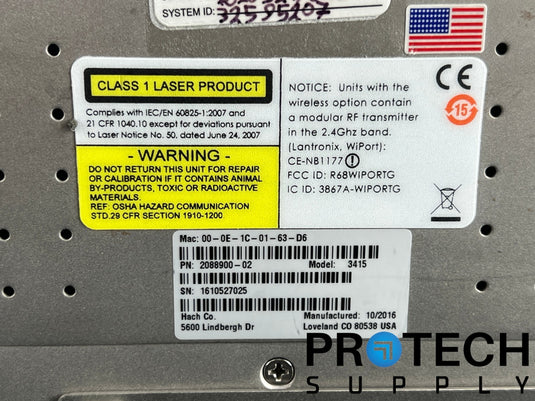 SYSTEM ID: 32595207
CLASS 1 LASER PRODUCT
Complies with IEC/EN 60825-1:2007 and
21 CFR 1040.10 except for deviations pursuant
to Laser Notice No. 50, dated June 24, 2007
- WARNING -
DO NOT RETURN THIS UNIT FOR REPAIR
OR CALIBRATION IF IT CONTAINS ANIMAL
BY-PRODUCTS, TOXIC OR RADIOACTIVE
MATERIALS.
REF: OSHA HAZARD COMMUNICATION
STD.29 CFR SECTION 1910-1200.
CE
NOTICE: Units with the
wireless option contain
a modular RF transmitter
in the 2.4Ghz band.
(Lantronix, WiPort):
CE-NB1177
FCC ID: R68WIPORTG
IC ID: 3867A-WIPORTG
15
Mac: 00-0E-1C-01-63-D6
PN: 2088900-02 Model: 3415
SN: 1610527025
Hach Co. Manufactured: 10/2016
5600 Lindbergh Dr Loveland CO 80538 USA
PROTECH
SUPPLY